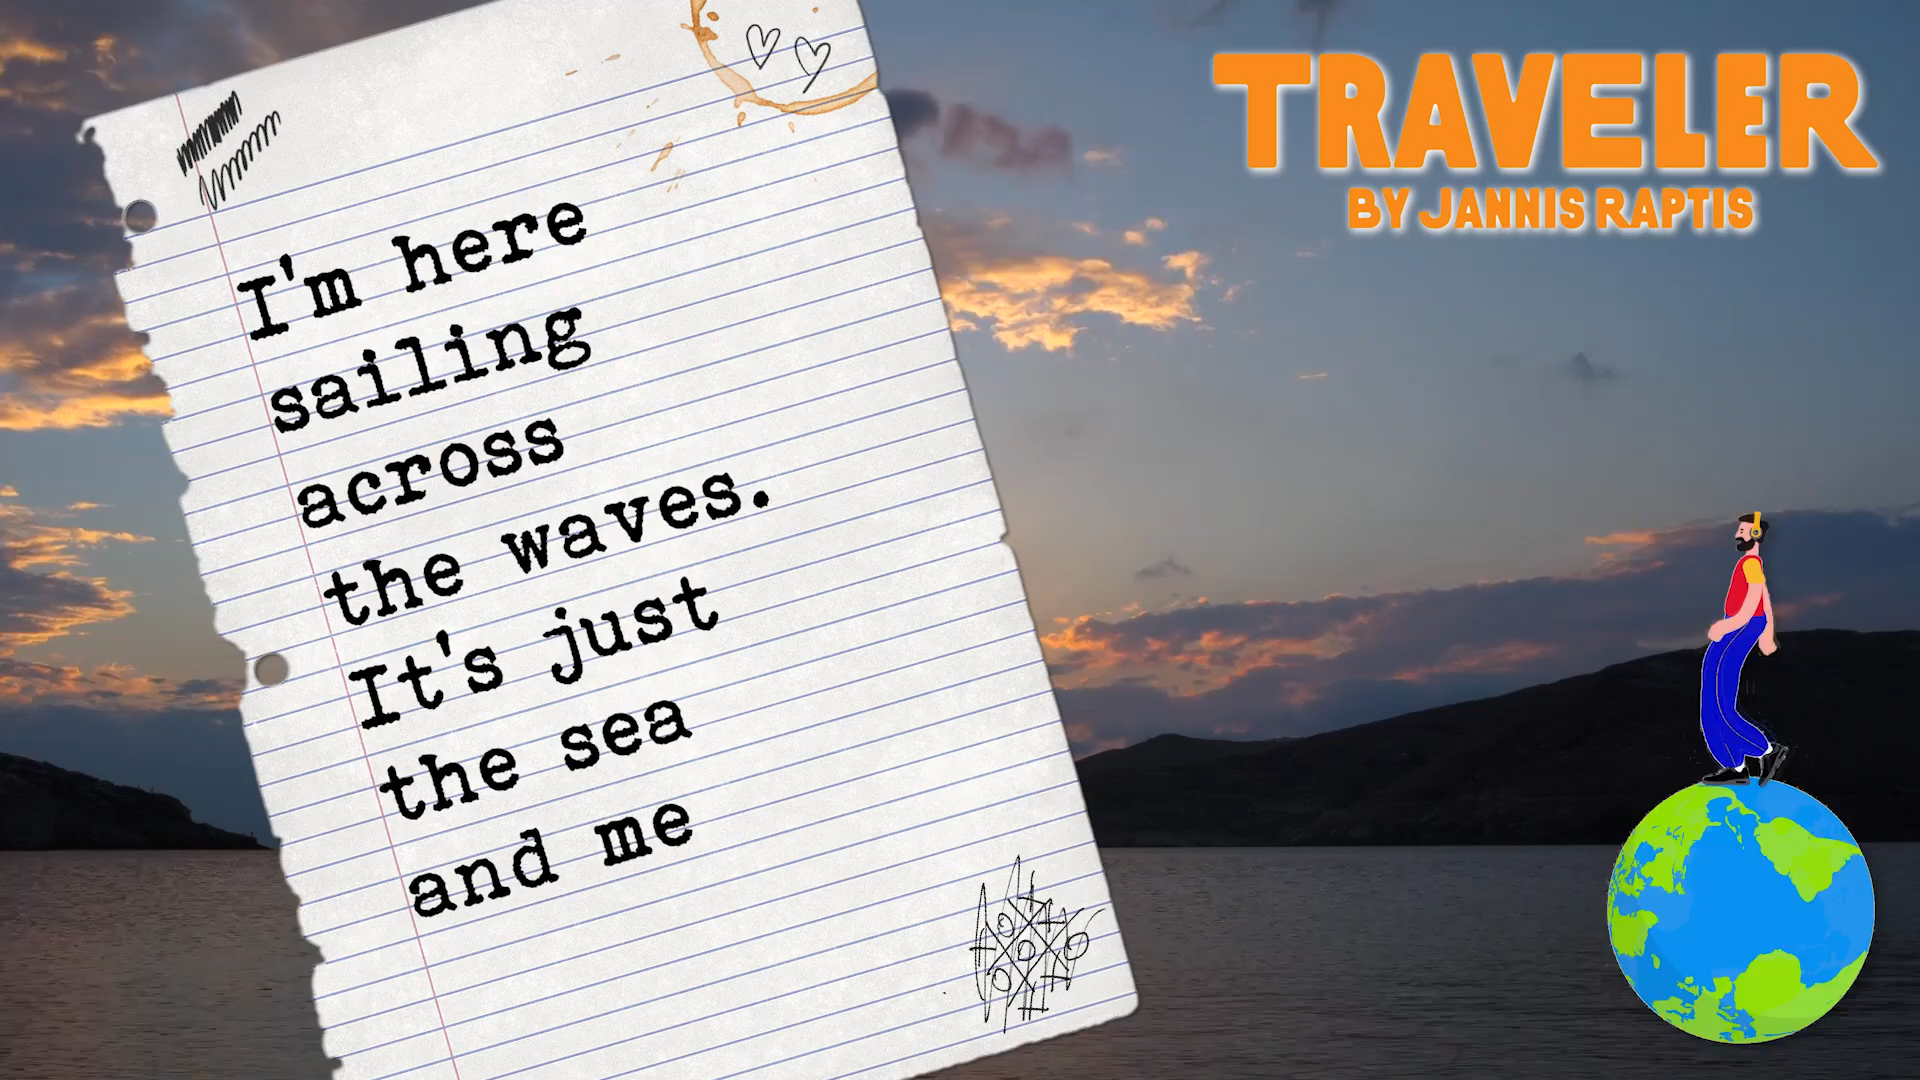 I'm here
sailing
across
the waves.
It's just
the sea
and me
TRAVELER
BY JANNIS RAPTIS